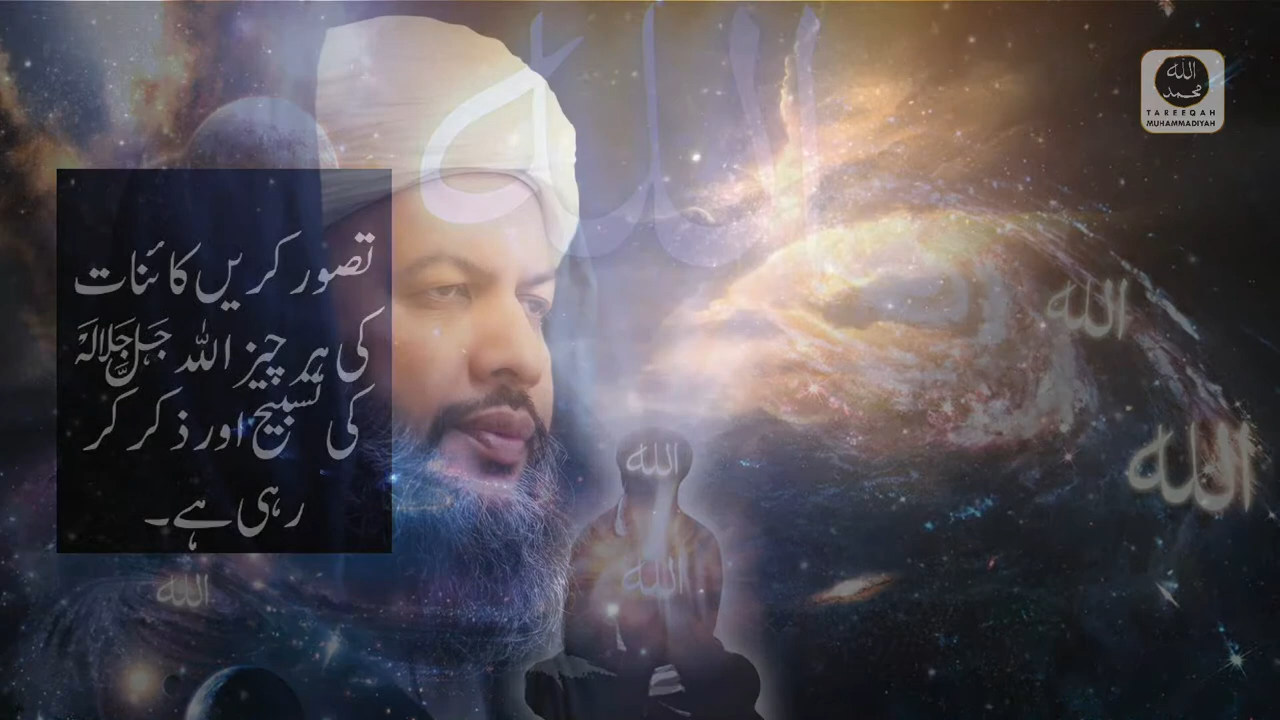 الله
تصور کریں کائنات
کی ہر چیز اللہ جَلَّ جَلَالَہٗ
کی تسبیح اور ذکر کر
رہی ہے۔
الله
محمد
TAREEQAH
MUHAMMADIYAH
الله
الله
الله
الله
الله